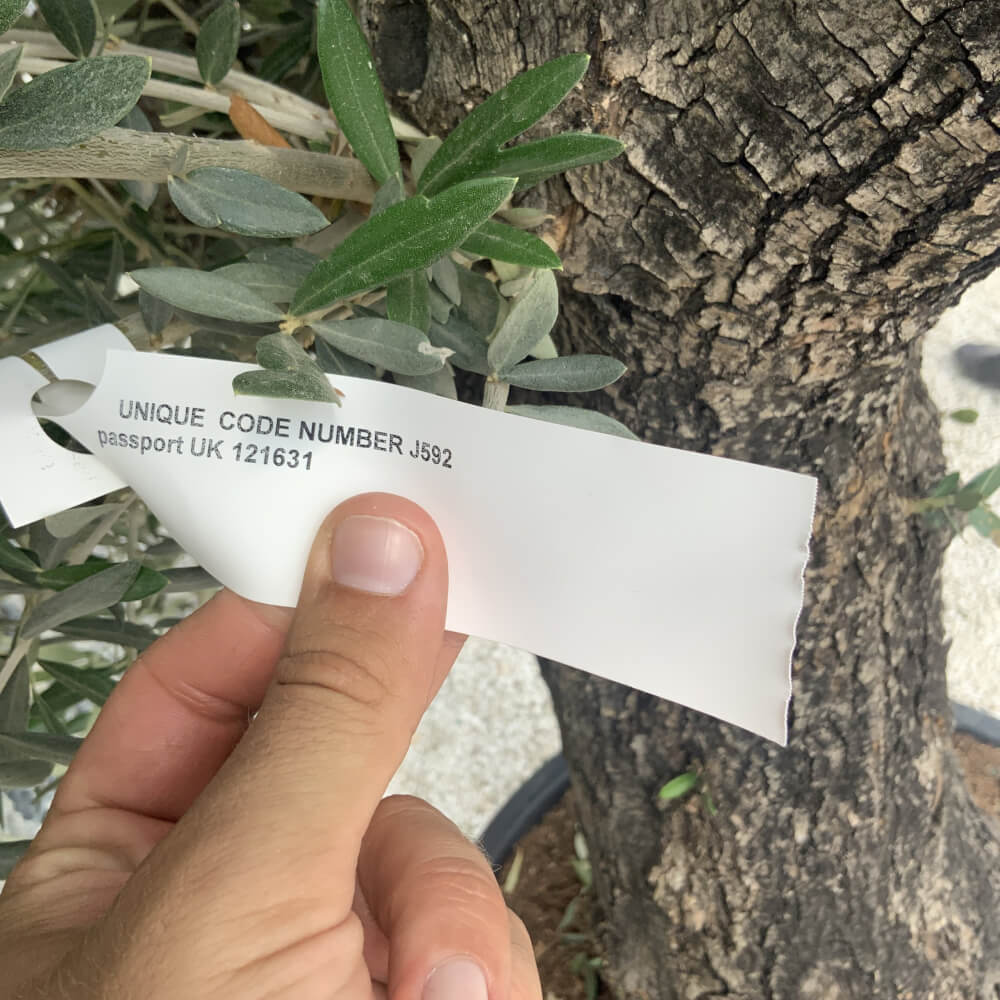 UNIQUE CODE NUMBER J592
passport UK 121631